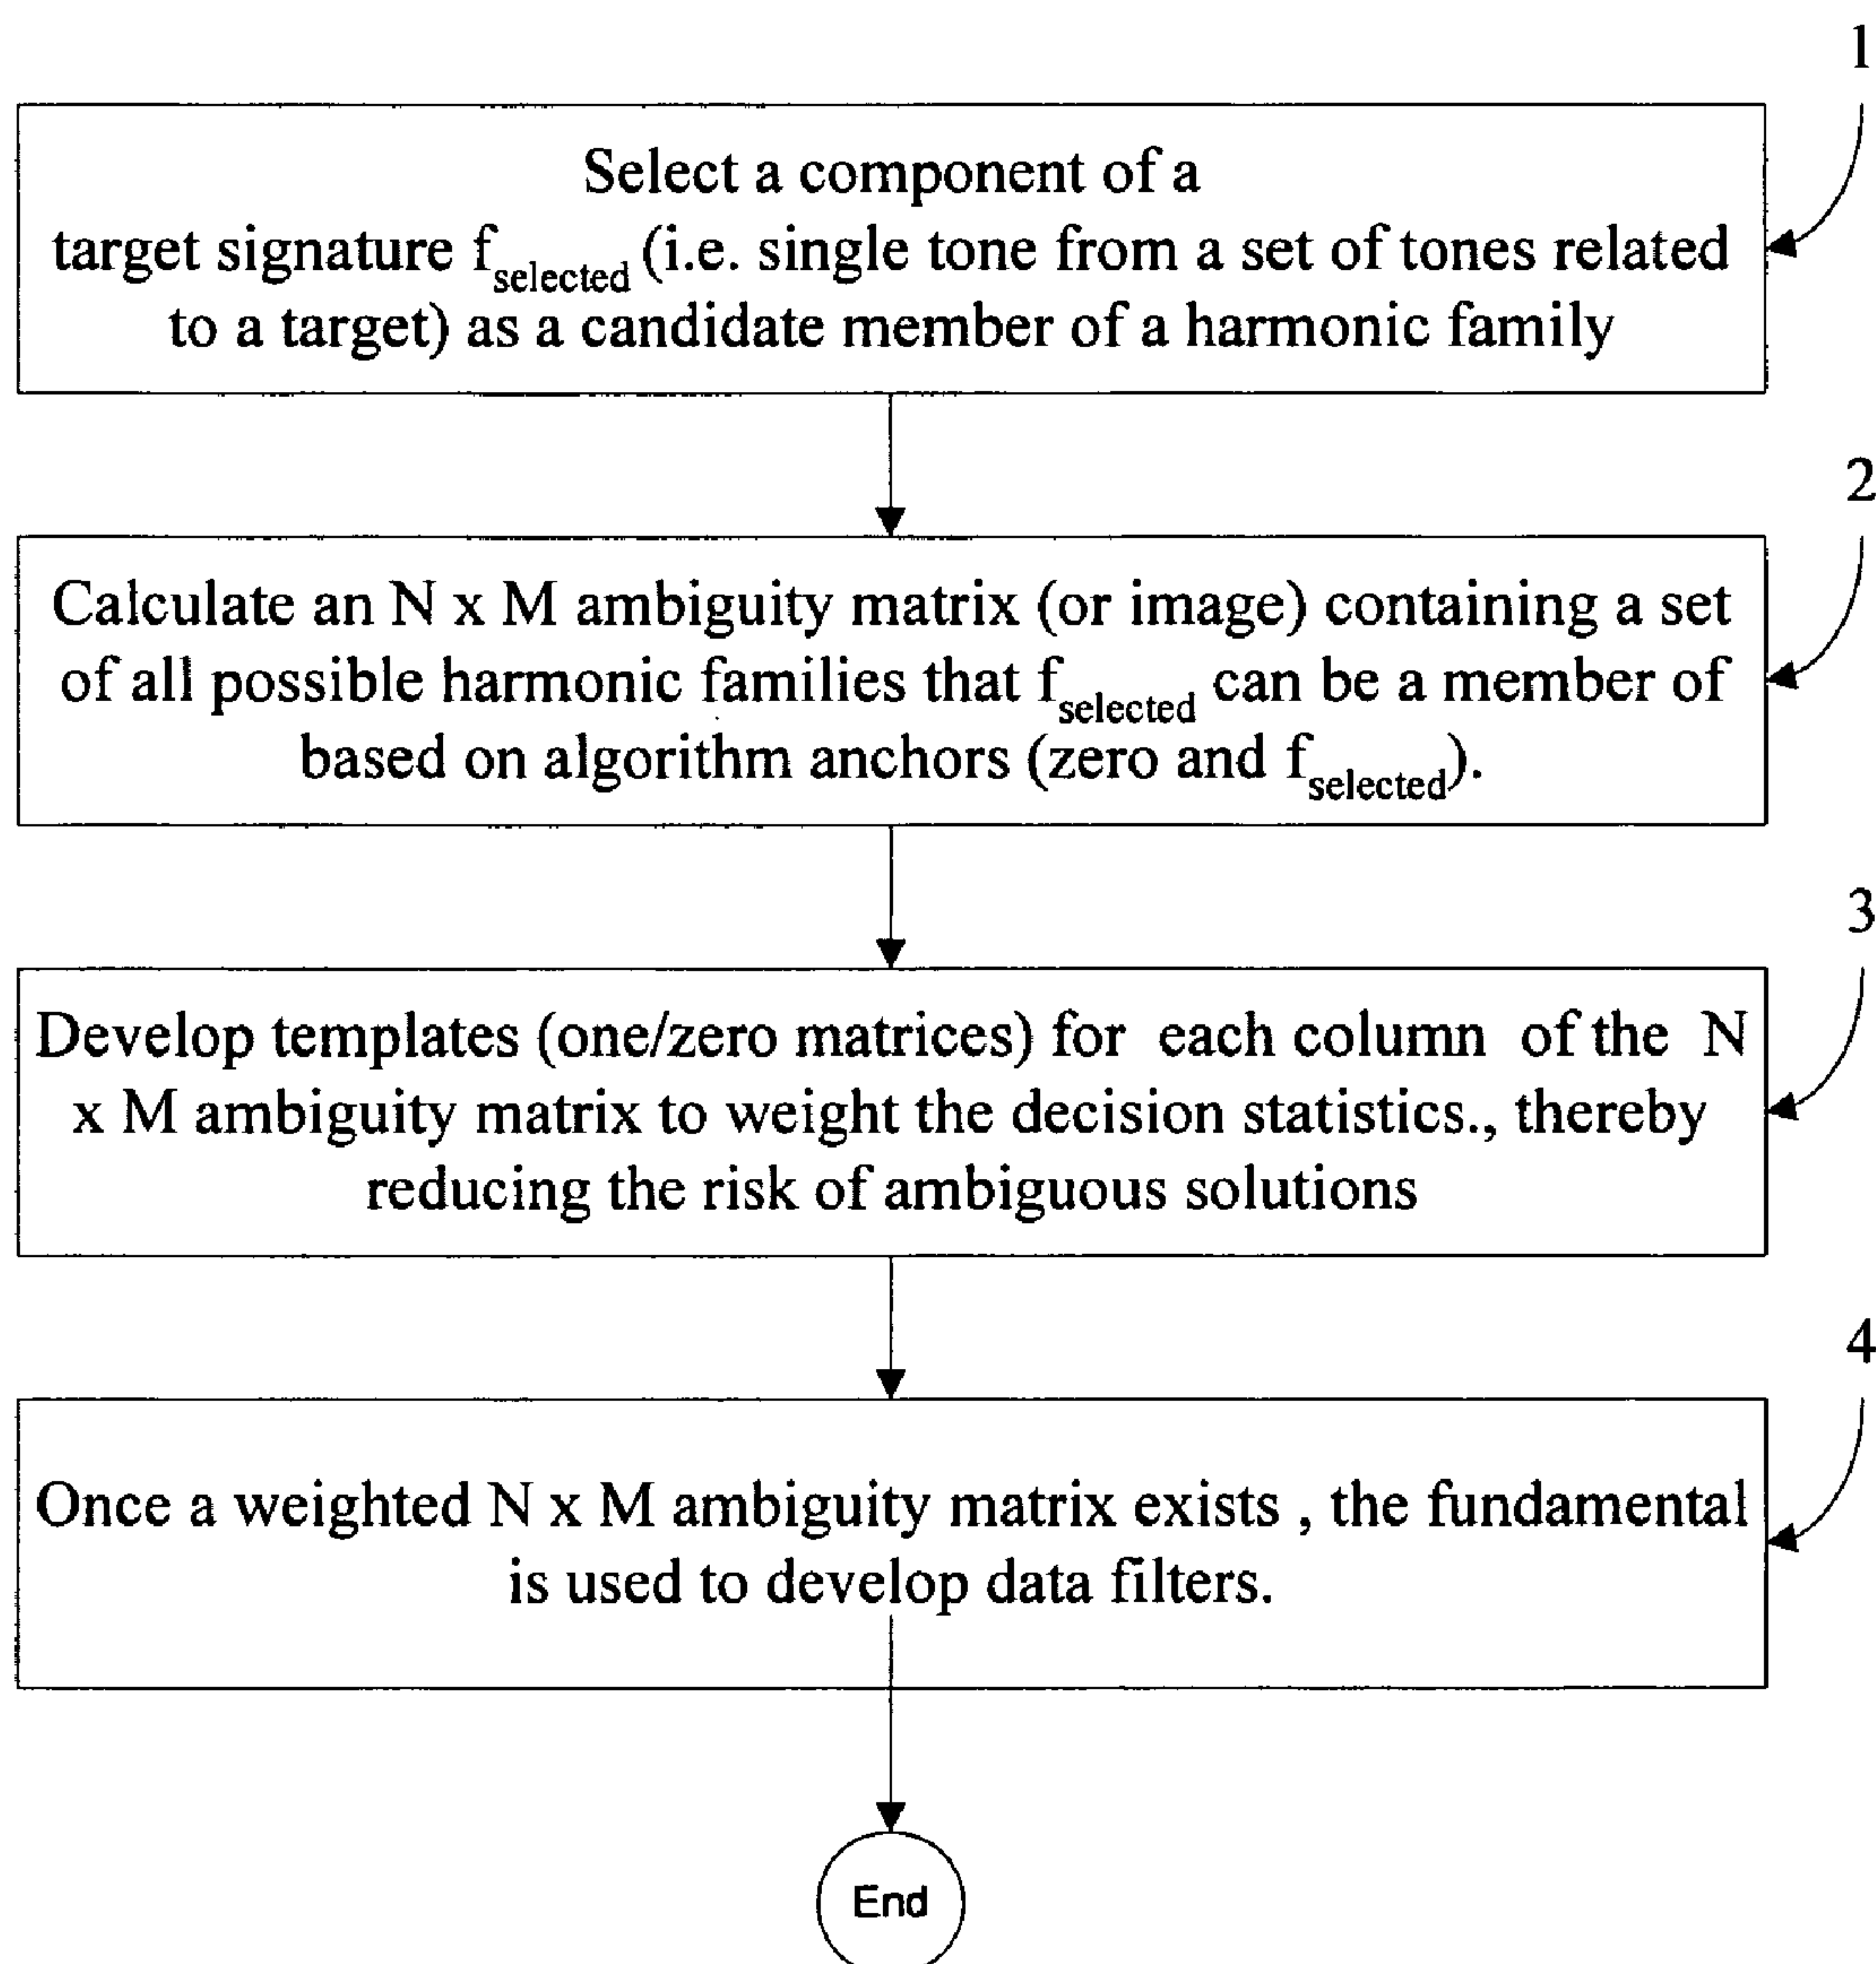 1
Select a component of a
target signature f_selected (i.e. single tone from a set of tones related
to a target) as a candidate member of a harmonic family
2
Calculate an N x M ambiguity matrix (or image) containing a set
of all possible harmonic families that f_selected can be a member of
based on algorithm anchors (zero and f_selected).
3
Develop templates (one/zero matrices) for each column of the N
x M ambiguity matrix to weight the decision statistics., thereby
reducing the risk of ambiguous solutions
4
Once a weighted N x M ambiguity matrix exists , the fundamental
is used to develop data filters.
End